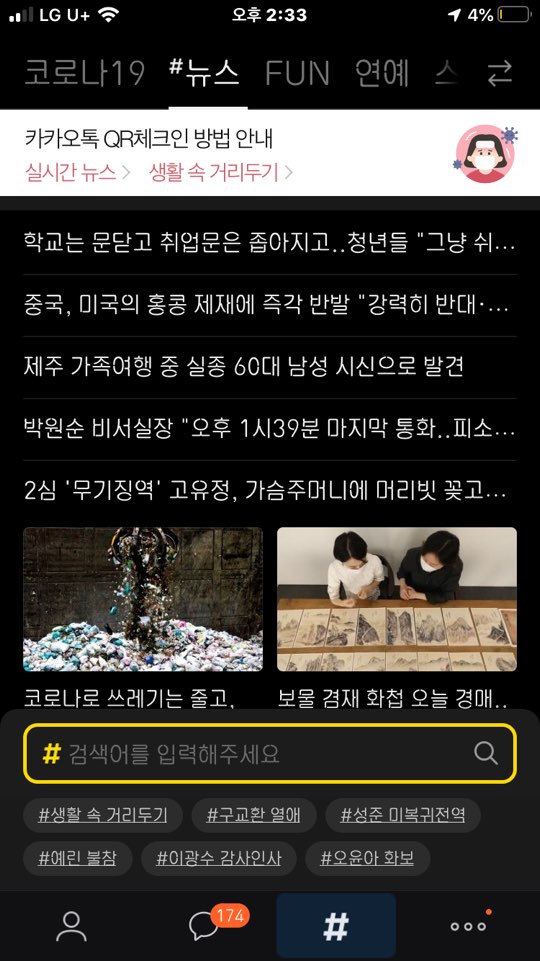 LG U+ 오후 2:33 4%
코로나19 #뉴스 FUN 연예 스
카카오톡 QR체크인 방법 안내
실시간 뉴스 > 생활 속 거리두기 >
학교는 문닫고 취업문은 좁아지고..청년들 "그냥 쉬...
중국, 미국의 홍콩 제재에 즉각 반발 "강력히 반대·...
제주 가족여행 중 실종 60대 남성 시신으로 발견
박원순 비서실장 "오후 1시39분 마지막 통화..피소...
2심 '무기징역' 고유정, 가슴주머니에 머리빗 꽂고...
코로나로 쓰레기는 줄고, 보물 겸재 화첩 오늘 경매..
# 검색어를 입력해주세요
#생활 속 거리두기 #구교환 열애 #성준 미복귀전역
#예린 불참 #이광수 감사인사 #오윤아 화보
174 #